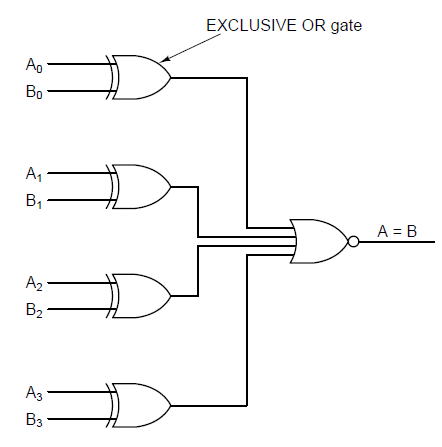 EXCLUSIVE OR gate
A₀
B₀
A₁
B₁
A = B
A₂
B₂
A₃
B₃